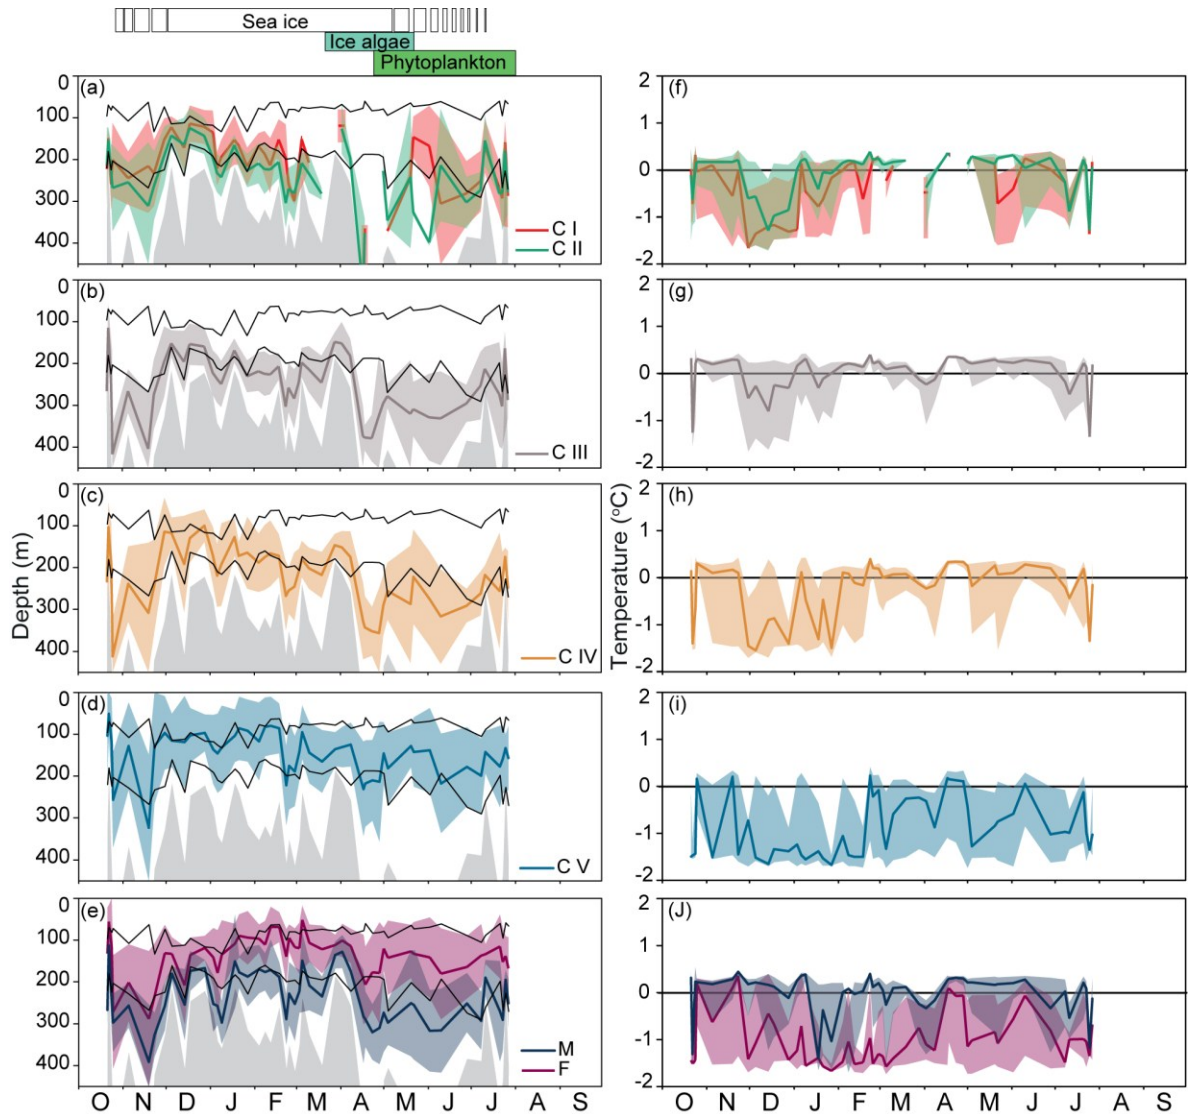 Sea ice
Ice algae
Phytoplankton
(a)
0
100
200
300
400
C I
C II
(f)
2
1
0
-1
-2
(b)
0
100
200
300
400
C III
(g)
2
1
0
-1
-2
(c)
0
100
200
300
400
C IV
Depth (m)
(h)
2
1
0
-1
-2
Temperature (°C)
(d)
0
100
200
300
400
C V
(i)
2
1
0
-1
-2
(e)
0
100
200
300
400
M
F
(J)
2
1
0
-1
-2
O N D J F M A M J J A S
O N D J F M A M J J A S